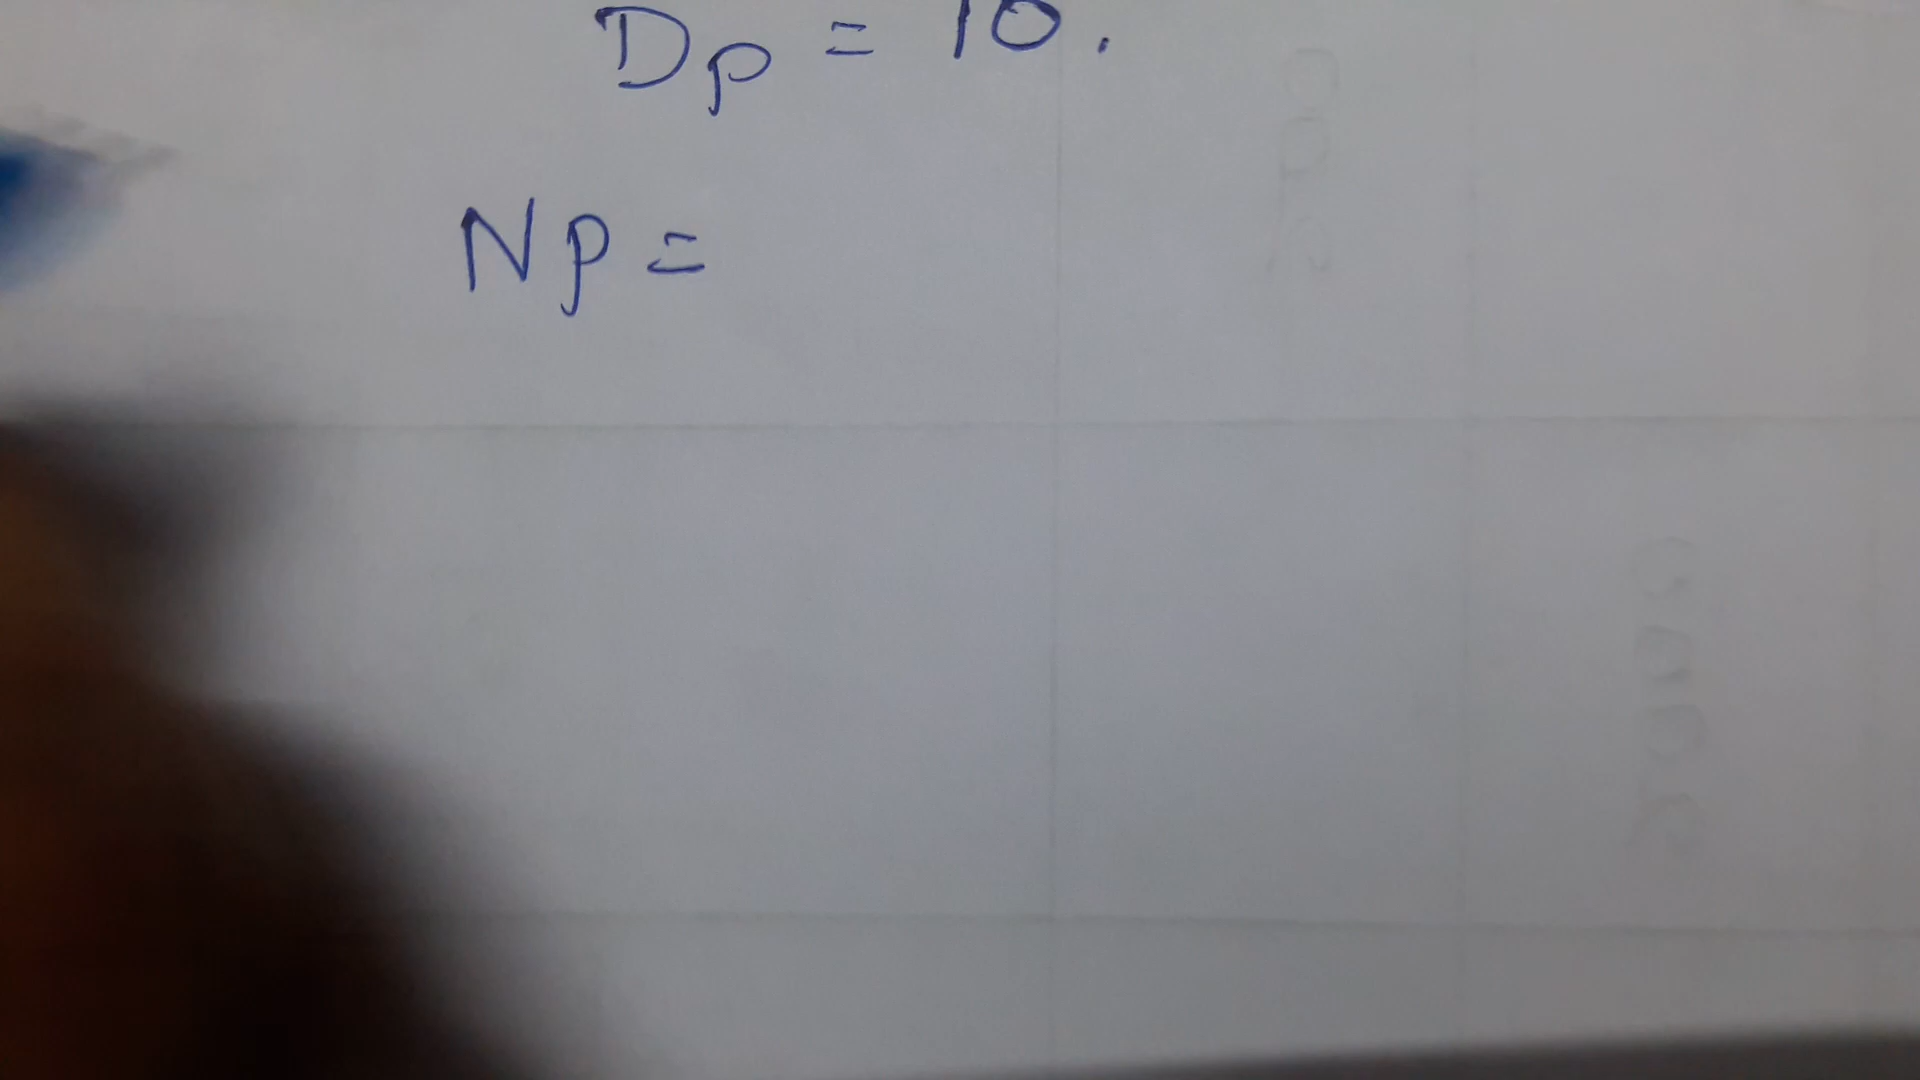 Dp = 10.
Np =